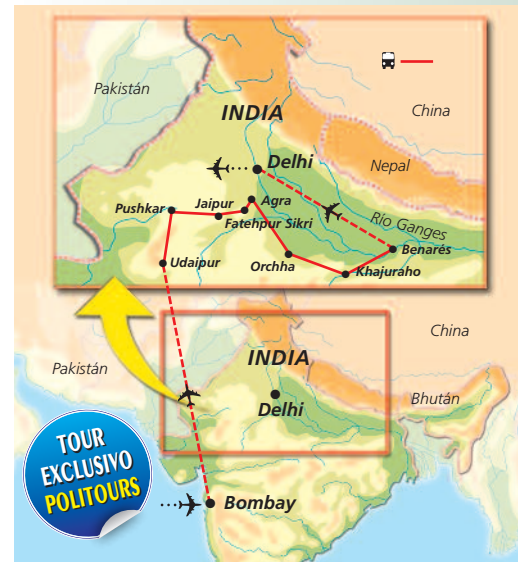 Pakistán
China
INDIA
Delhi
Nepal
Río Ganges
Pushkar
Jaipur
Agra
Fatehpur Sikri
Benarés
Udaipur
Orchha
Khajuraho
China
INDIA
Pakistán
Bhután
Delhi
TOUR
EXCLUSIVO
POLITOURS
Bombay